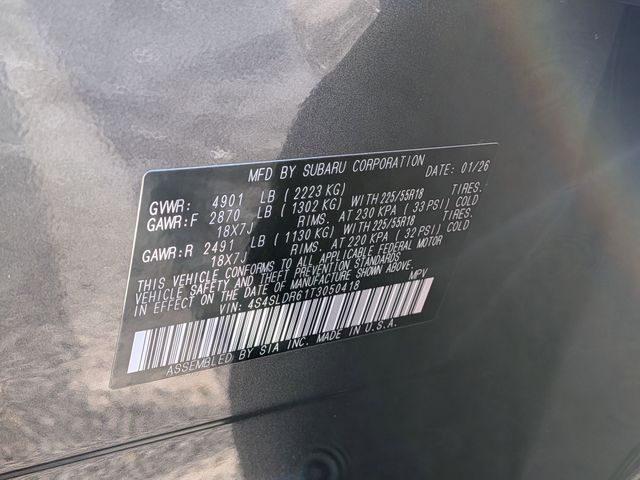 MFD BY SUBARU CORPORATION DATE: 01/26
GVWR: 4901 LB (2223 KG)
GAWR:F 2870 LB (1302 KG) WITH 225/55R18 TIRES.
18X7J RIMS. AT 230 KPA (33 PSI) COLD
GAWR:R 2491 LB (1130 KG) WITH 225/55R18 TIRES.
18X7J RIMS. AT 220 KPA (32 PSI) COLD
THIS VEHICLE CONFORMS TO ALL APPLICABLE FEDERAL MOTOR
VEHICLE SAFETY AND THEFT PREVENTION STANDARDS
IN EFFECT ON THE DATE OF MANUFACTURE SHOWN ABOVE.
VIN: 4S4SLDR61T3050418 MPV
ASSEMBLED BY STA INC. MADE IN U.S.A.